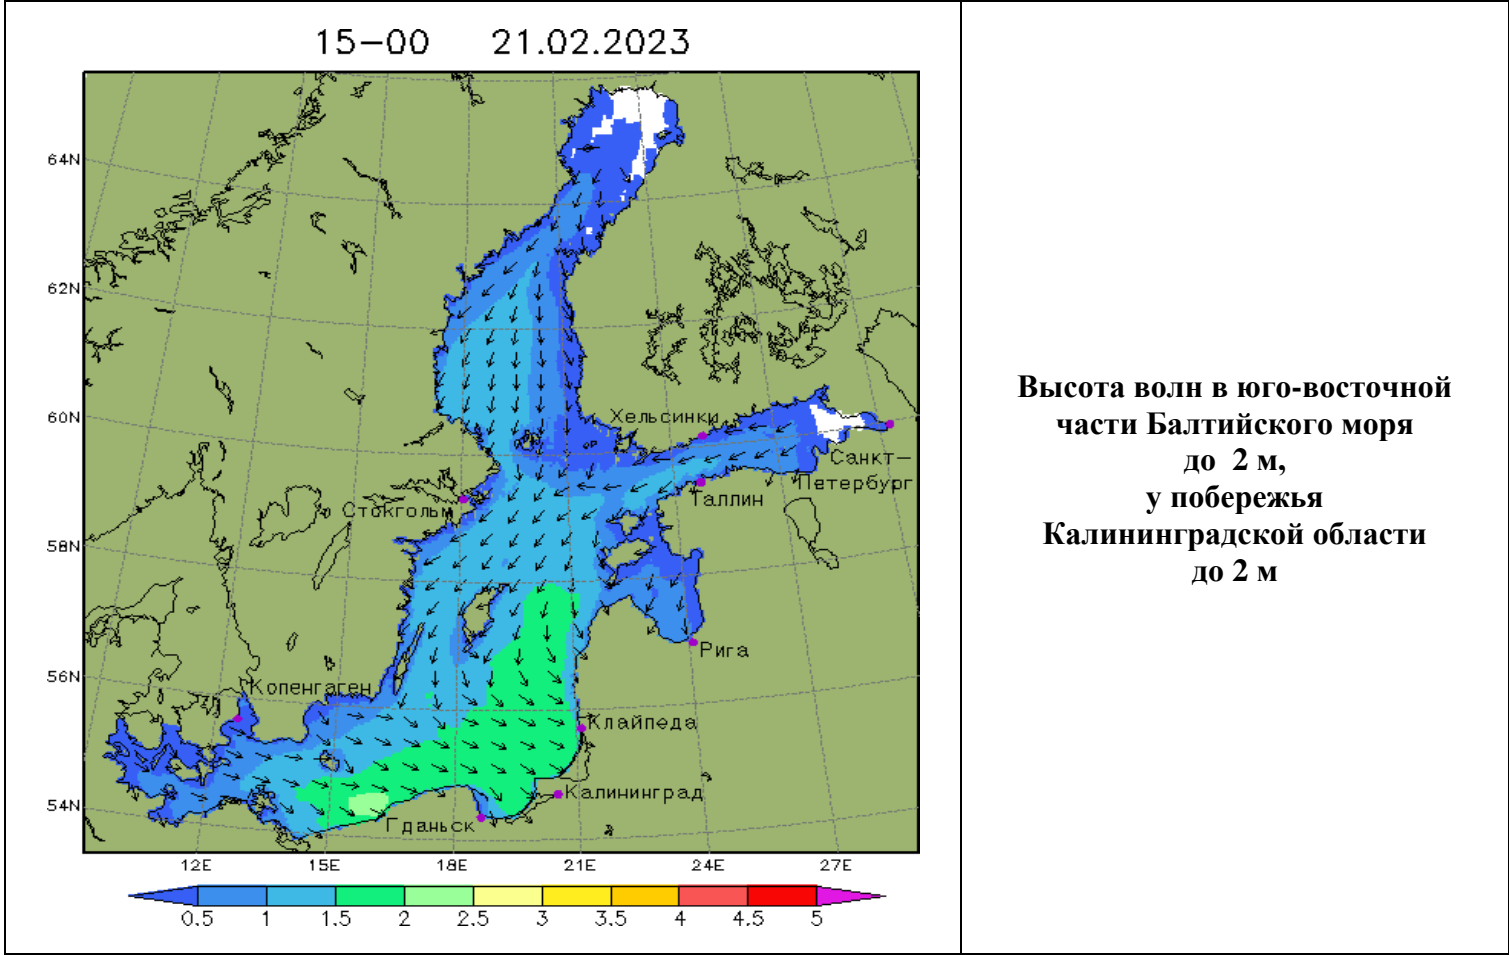 15-00 21.02.2023
64N
62N
60N
58N
56N
54N
Хельсинки
Санкт-
Петербург
Таллин
Стокгольм
Рига
Копенгаген
Клайпеда
Калининград
Гданьск
12E 15E 18E 21E 24E 27E
0.5 1 1.5 2 2.5 3 3.5 4 4.5 5
Высота волн в юго-восточной
части Балтийского моря
до 2 м,
у побережья
Калининградской области
до 2 м